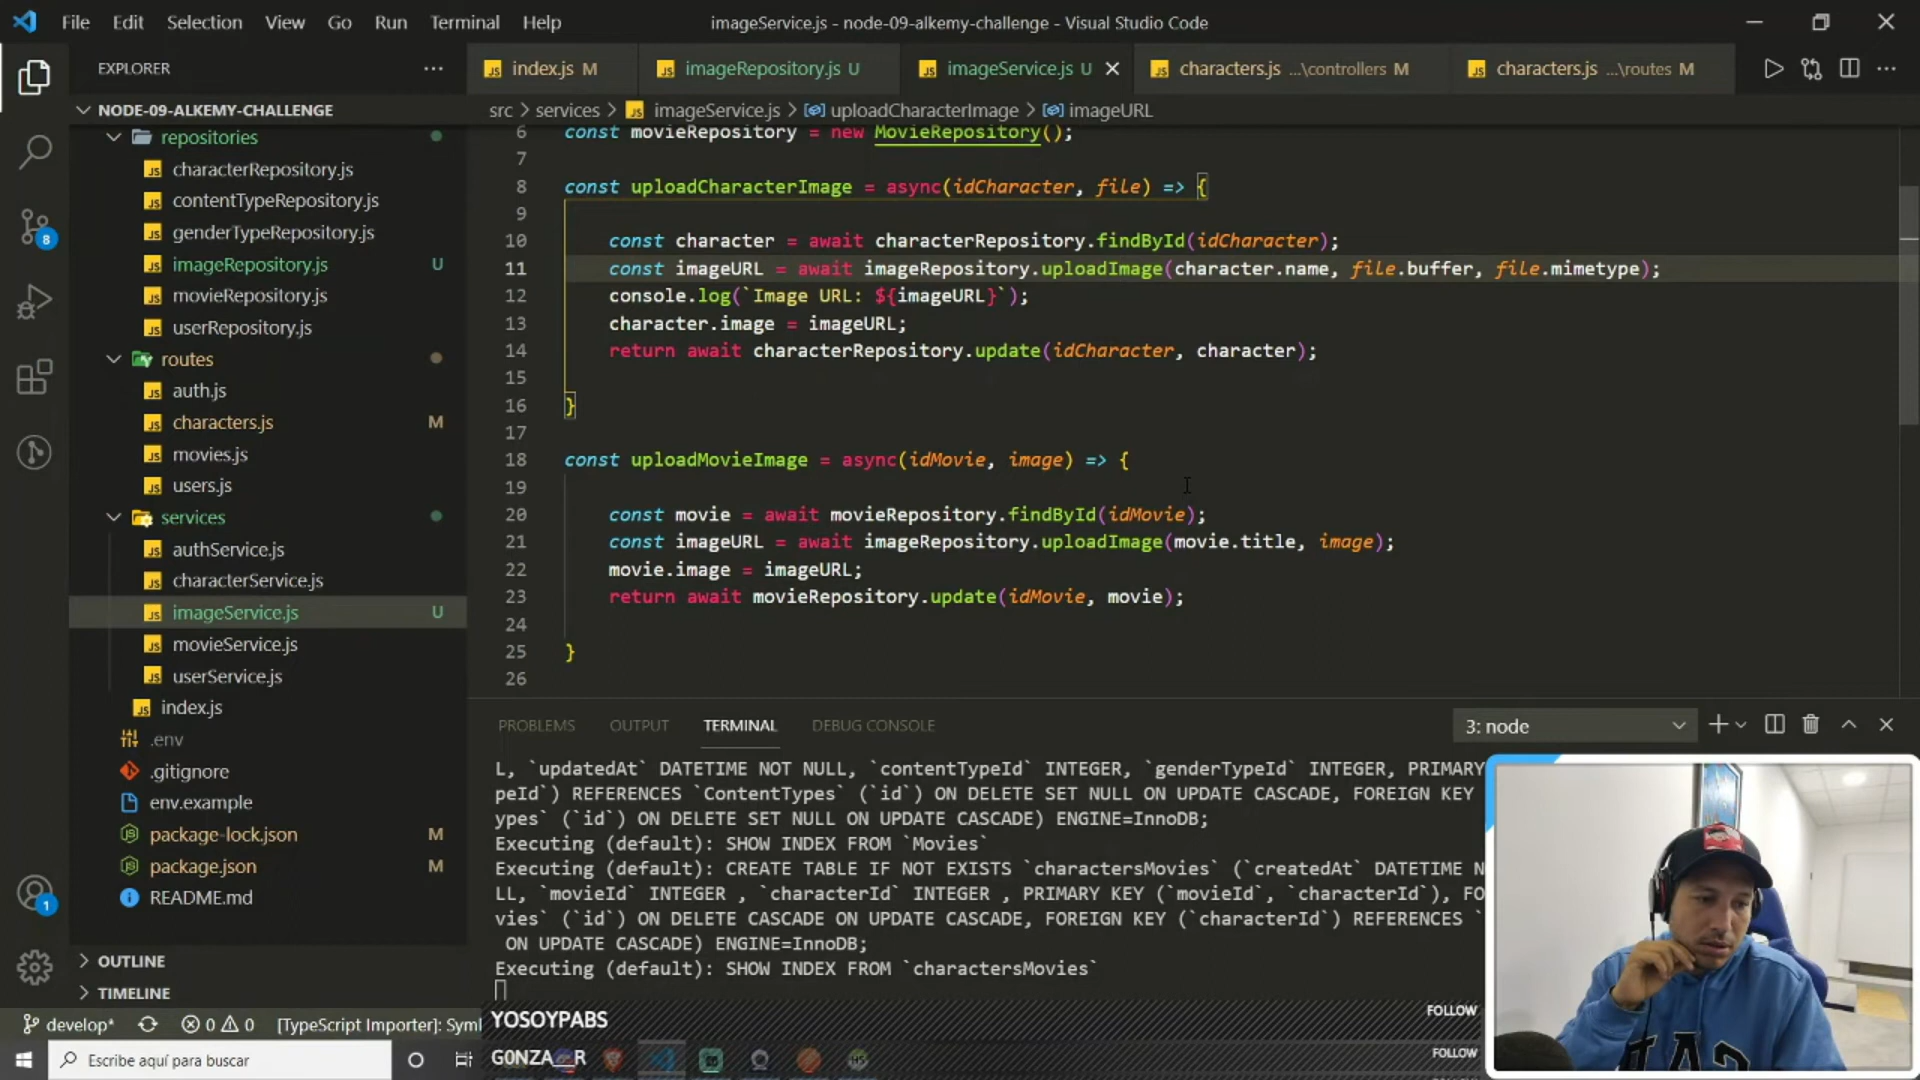 File Edit Selection View Go Run Terminal Help
imageService.js - node-09-alkemy-challenge - Visual Studio Code
EXPLORER
index.js M
imageRepository.js U
imageService.js U
characters.js ...\controllers M
characters.js ...\routes M
NODE-09-ALKEMY-CHALLENGE
src > services > imageService.js > uploadCharacterImage > imageURL
repositories
characterRepository.js
contentTypeRepository.js
genderTypeRepository.js
imageRepository.js U
movieRepository.js
userRepository.js
routes
auth.js
characters.js M
movies.js
users.js
services
authService.js
characterService.js
imageService.js U
movieService.js
userService.js
index.js
.env
.gitignore
env.example
package-lock.json M
package.json M
README.md
OUTLINE
TIMELINE
8
1
6 const movieRepository = new MovieRepository();
7
8 const uploadCharacterImage = async(idCharacter, file) => {
9
10 const character = await characterRepository.findById(idCharacter);
11 const imageURL = await imageRepository.uploadImage(character.name, file.buffer, file.mimetype);
12 console.log(`Image URL: ${imageURL}`);
13 character.image = imageURL;
14 return await characterRepository.update(idCharacter, character);
15
16 }
17
18 const uploadMovieImage = async(idMovie, image) => {
19
20 const movie = await movieRepository.findById(idMovie);
21 const imageURL = await imageRepository.uploadImage(movie.title, image);
22 movie.image = imageURL;
23 return await movieRepository.update(idMovie, movie);
24
25 }
26
PROBLEMS OUTPUT TERMINAL DEBUG CONSOLE
3: node
L, `updatedAt` DATETIME NOT NULL, `contentTypeId` INTEGER, `genderTypeId` INTEGER, PRIMARY
peId`) REFERENCES `ContentTypes` (`id`) ON DELETE SET NULL ON UPDATE CASCADE, FOREIGN KEY
ypes` (`id`) ON DELETE SET NULL ON UPDATE CASCADE) ENGINE=InnoDB;
Executing (default): SHOW INDEX FROM `Movies`
Executing (default): CREATE TABLE IF NOT EXISTS `charactersMovies` (`createdAt` DATETIME N
LL, `movieId` INTEGER , `characterId` INTEGER , PRIMARY KEY (`movieId`, `characterId`), FO
vies` (`id`) ON DELETE CASCADE ON UPDATE CASCADE, FOREIGN KEY (`characterId`) REFERENCES `
ON UPDATE CASCADE) ENGINE=InnoDB;
Executing (default): SHOW INDEX FROM `charactersMovies`
develop* 0 0 [TypeScript Importer]: Syml
YOSOYPABS FOLLOW
Escribe aquí para buscar
G0NZA__R FOLLOW